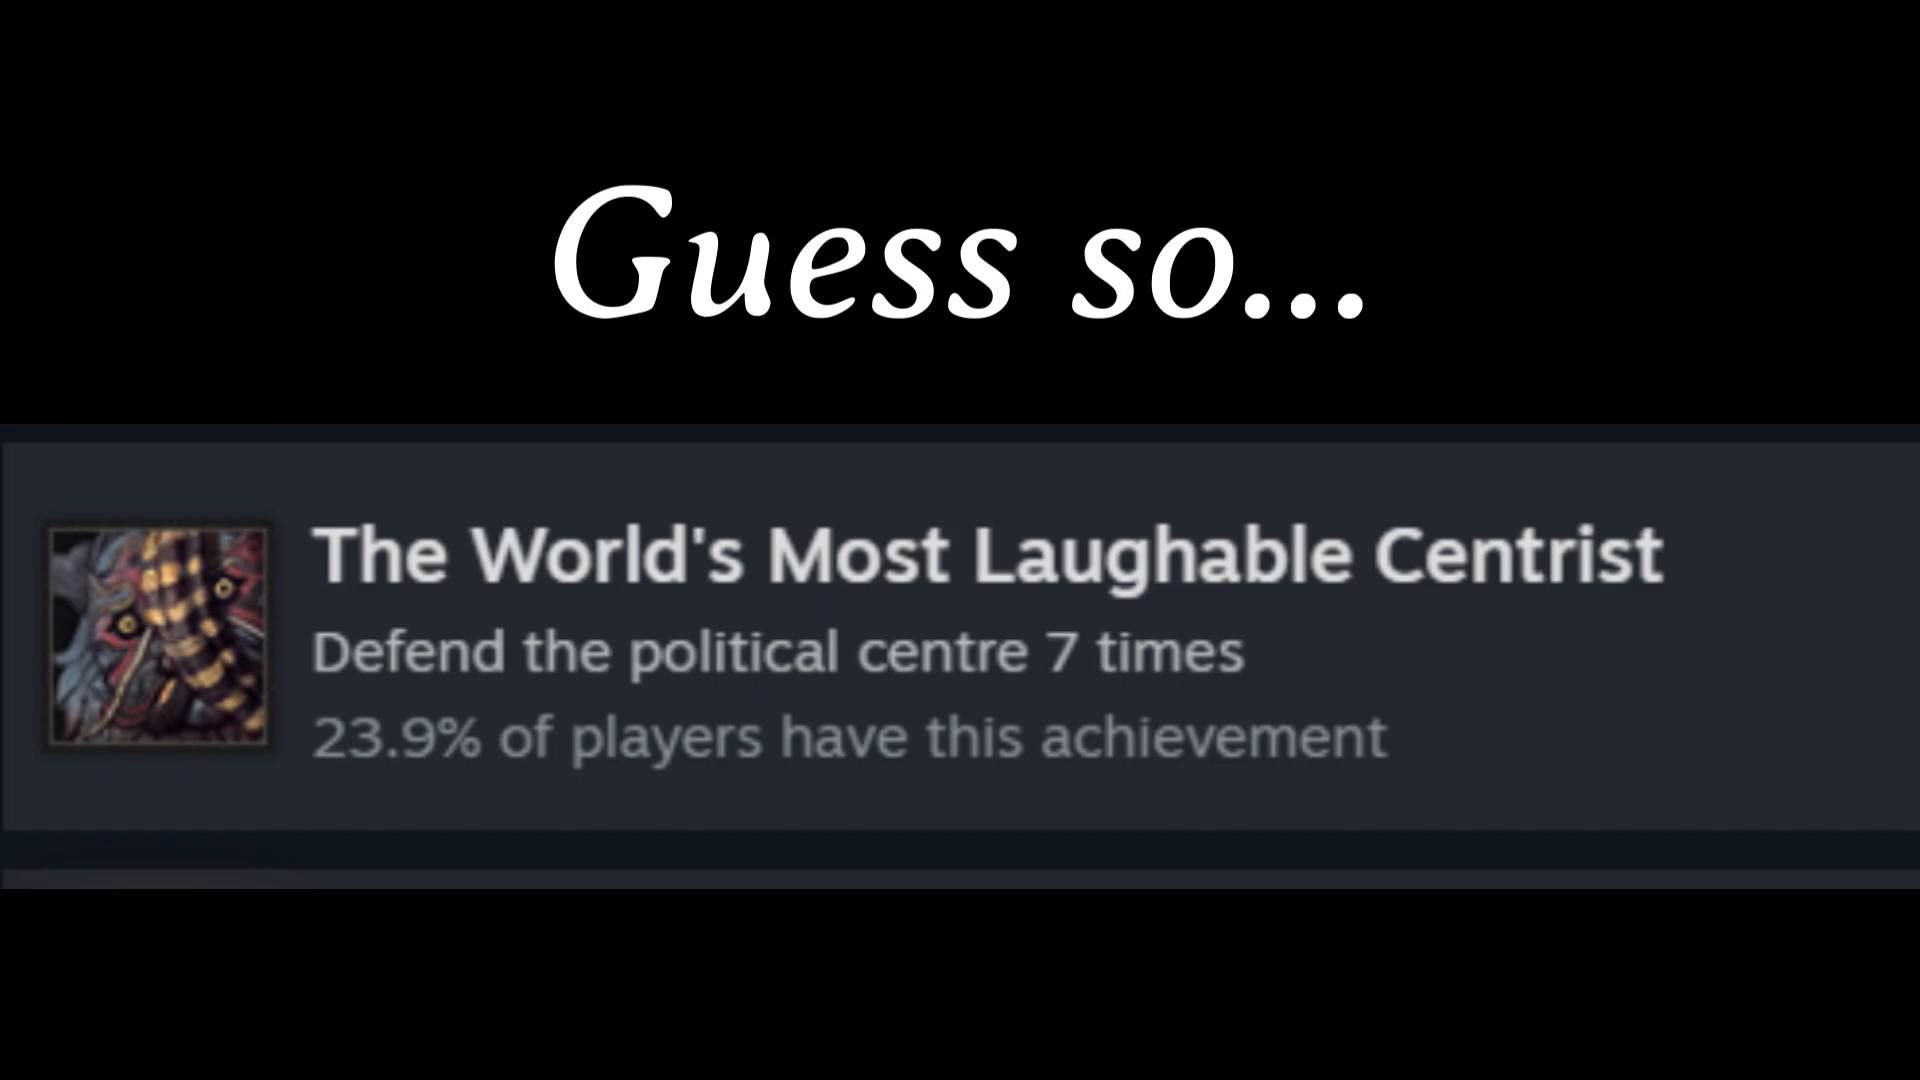 Guess so...
The World's Most Laughable Centrist
Defend the political centre 7 times
23.9% of players have this achievement